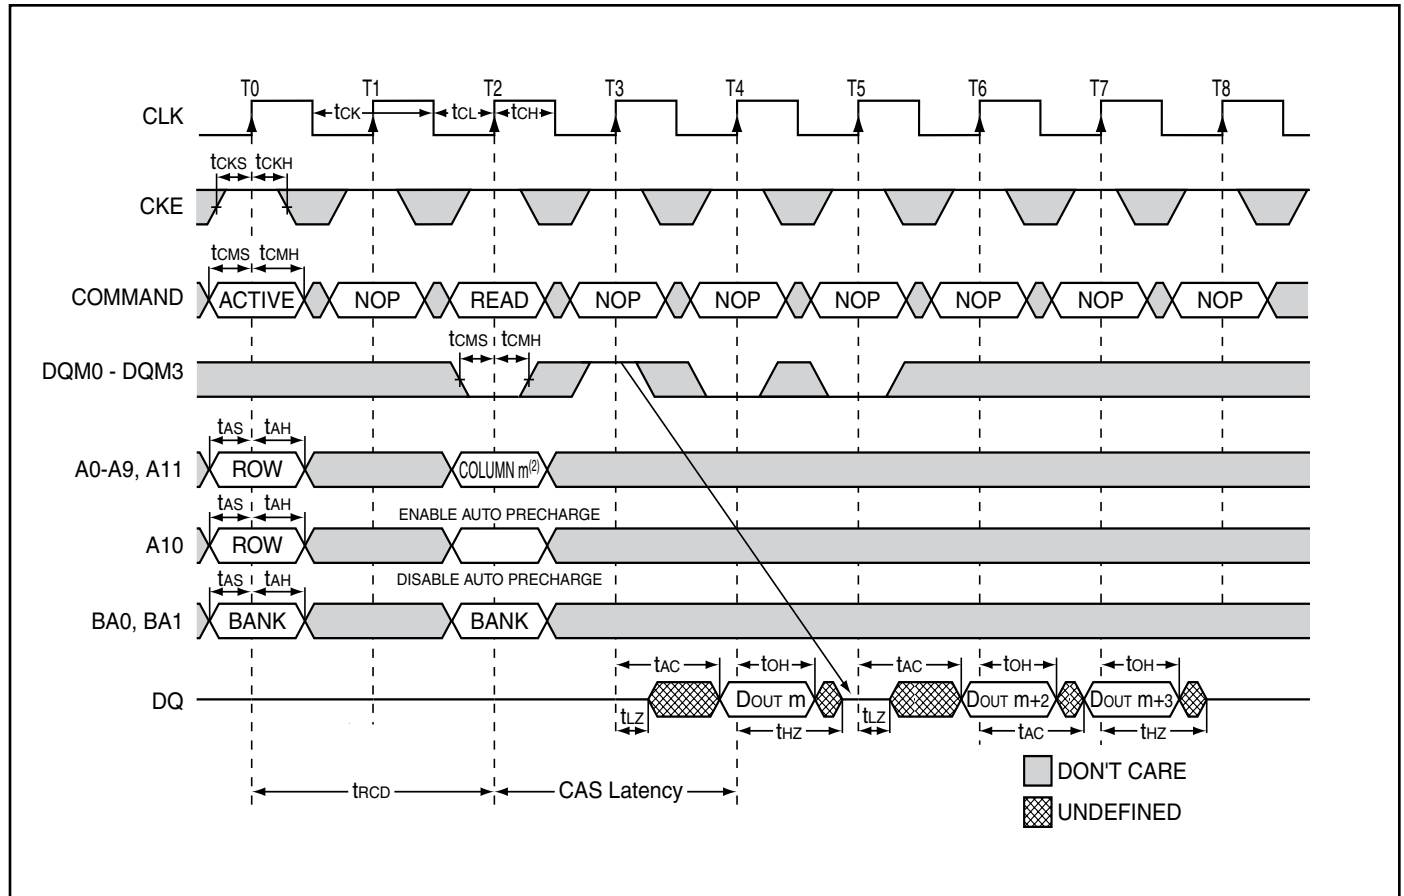 T0 T1 T2 T3 T4 T5 T6 T7 T8
CLK tCK tCL tCH
tCKS tCKH
CKE
tCMS tCMH
COMMAND ACTIVE NOP READ NOP NOP NOP NOP NOP NOP
tCMS tCMH
DQM0 - DQM3
tAS tAH
A0-A9, A11 ROW COLUMN m(2)
tAS tAH ENABLE AUTO PRECHARGE
A10 ROW
tAS tAH DISABLE AUTO PRECHARGE
BA0, BA1 BANK BANK
tAC tOH tAC tOH tOH
DQ DOUT m DOUT m+2 DOUT m+3
tLZ tHZ tLZ tAC tHZ
DON'T CARE
tRCD CAS Latency
UNDEFINED